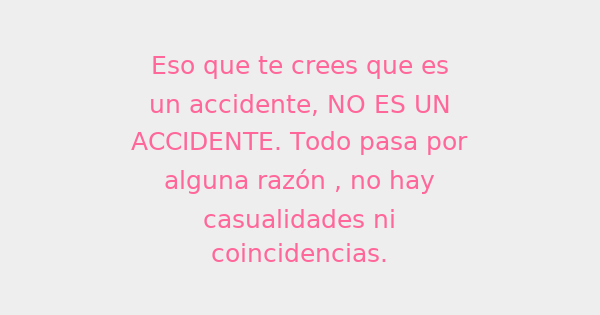 Eso que te crees que es
un accidente, NO ES UN
ACCIDENTE. Todo pasa por
alguna razón , no hay
casualidades ni
coincidencias.